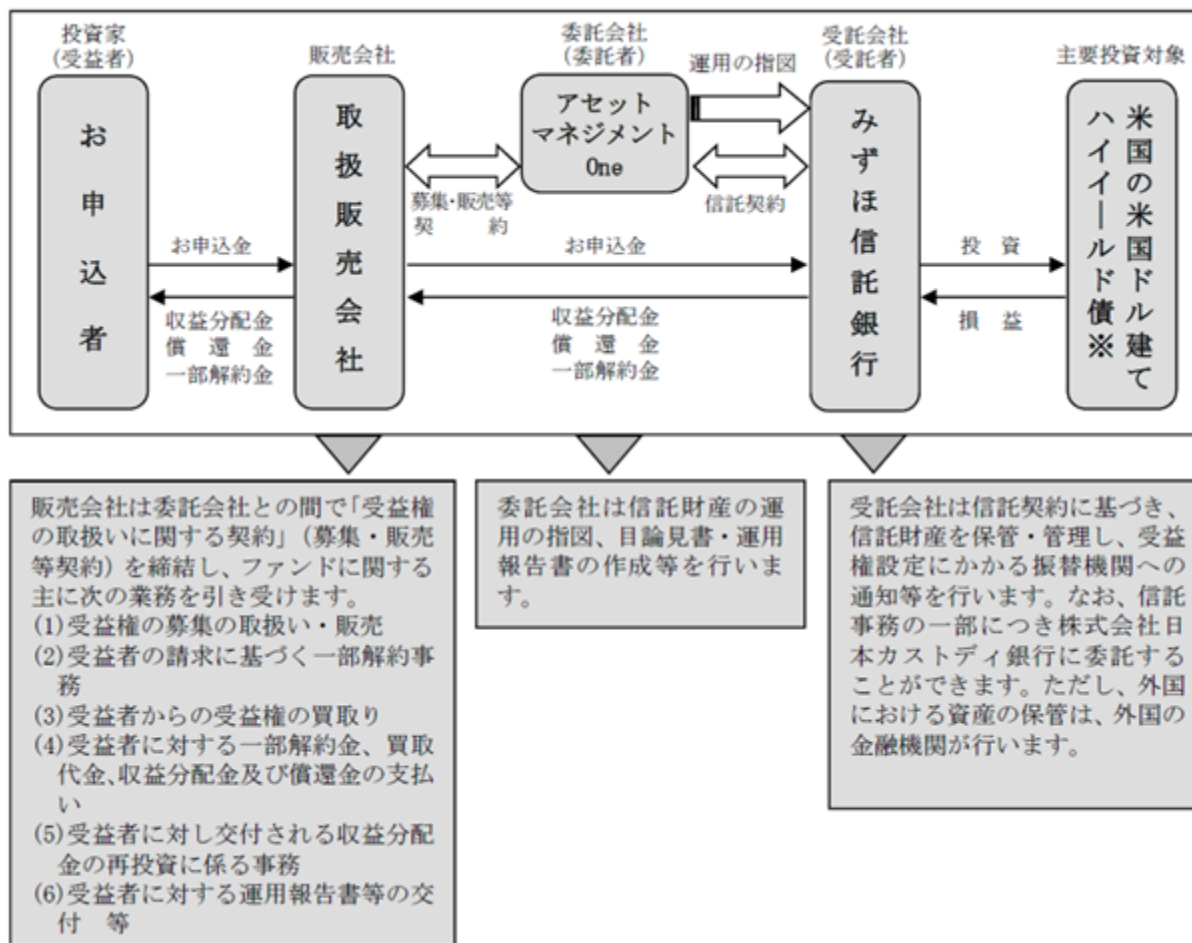 投資家
(受益者)
販売会社
委託会社
(委託者)
受託会社
(受託者)
主要投資対象
運用の指図
お申込者
取扱販売会社
アセット
マネジメント
One
みずほ信託銀行
米国の米国ドル建て
ハイイールド債※
募集・販売等
契　約
信託契約
お申込金
お申込金
投　資
収益分配金
償　還　金
一部解約金
収益分配金
償　還　金
一部解約金
損　益
販売会社は委託会社との間で「受益権
の取扱いに関する契約」（募集・販売
等契約）を締結し、ファンドに関する
主に次の業務を引き受けます。
(1)受益権の募集の取扱い・販売
(2)受益者の請求に基づく一部解約事
務
(3)受益者からの受益権の買取り
(4)受益者に対する一部解約金、買取
代金、収益分配金及び償還金の支払
い
(5)受益者に対し交付される収益分配
金の再投資に係る事務
(6)受益者に対する運用報告書等の交
付　等
委託会社は信託財産の運
用の指図、目論見書・運用
報告書の作成等を行いま
す。
受託会社は信託契約に基づき、
信託財産を保管・管理し、受益
権設定にかかる振替機関への
通知等を行います。なお、信託
事務の一部につき株式会社日
本カストディ銀行に委託する
ことができます。ただし、外国
における資産の保管は、外国の
金融機関が行います。